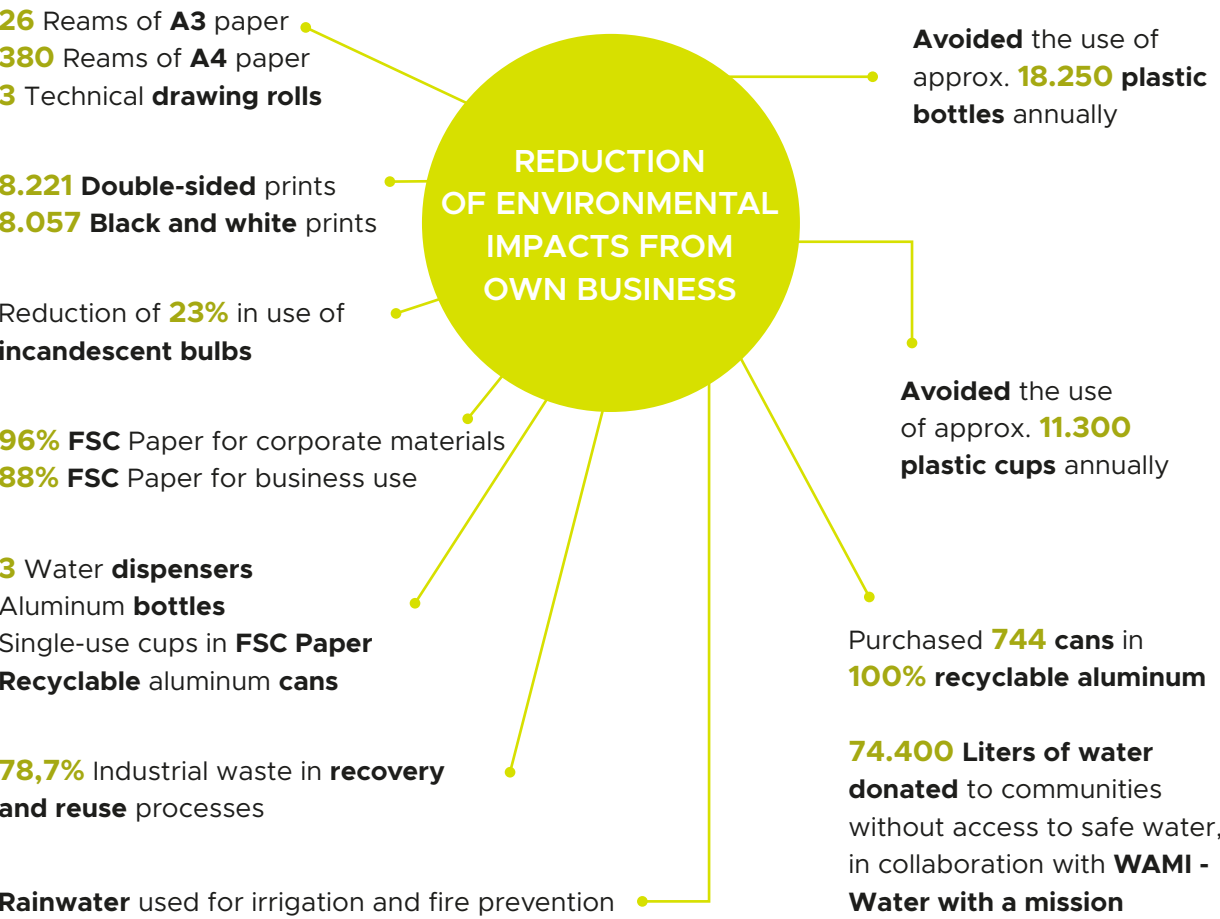 26 Reams of A3 paper
380 Reams of A4 paper
3 Technical drawing rolls
8.221 Double-sided prints
8.057 Black and white prints
Reduction of 23% in use of
incandescent bulbs
96% FSC Paper for corporate materials
88% FSC Paper for business use
3 Water dispensers
Aluminum bottles
Single-use cups in FSC Paper
Recyclable aluminum cans
78,7% Industrial waste in recovery
and reuse processes
Rainwater used for irrigation and fire prevention
REDUCTION
OF ENVIRONMENTAL
IMPACTS FROM
OWN BUSINESS
Avoided the use of
approx. 18.250 plastic
bottles annually
Avoided the use
of approx. 11.300
plastic cups annually
Purchased 744 cans in
100% recyclable aluminum
74.400 Liters of water
donated to communities
without access to safe water,
in collaboration with WAMI -
Water with a mission